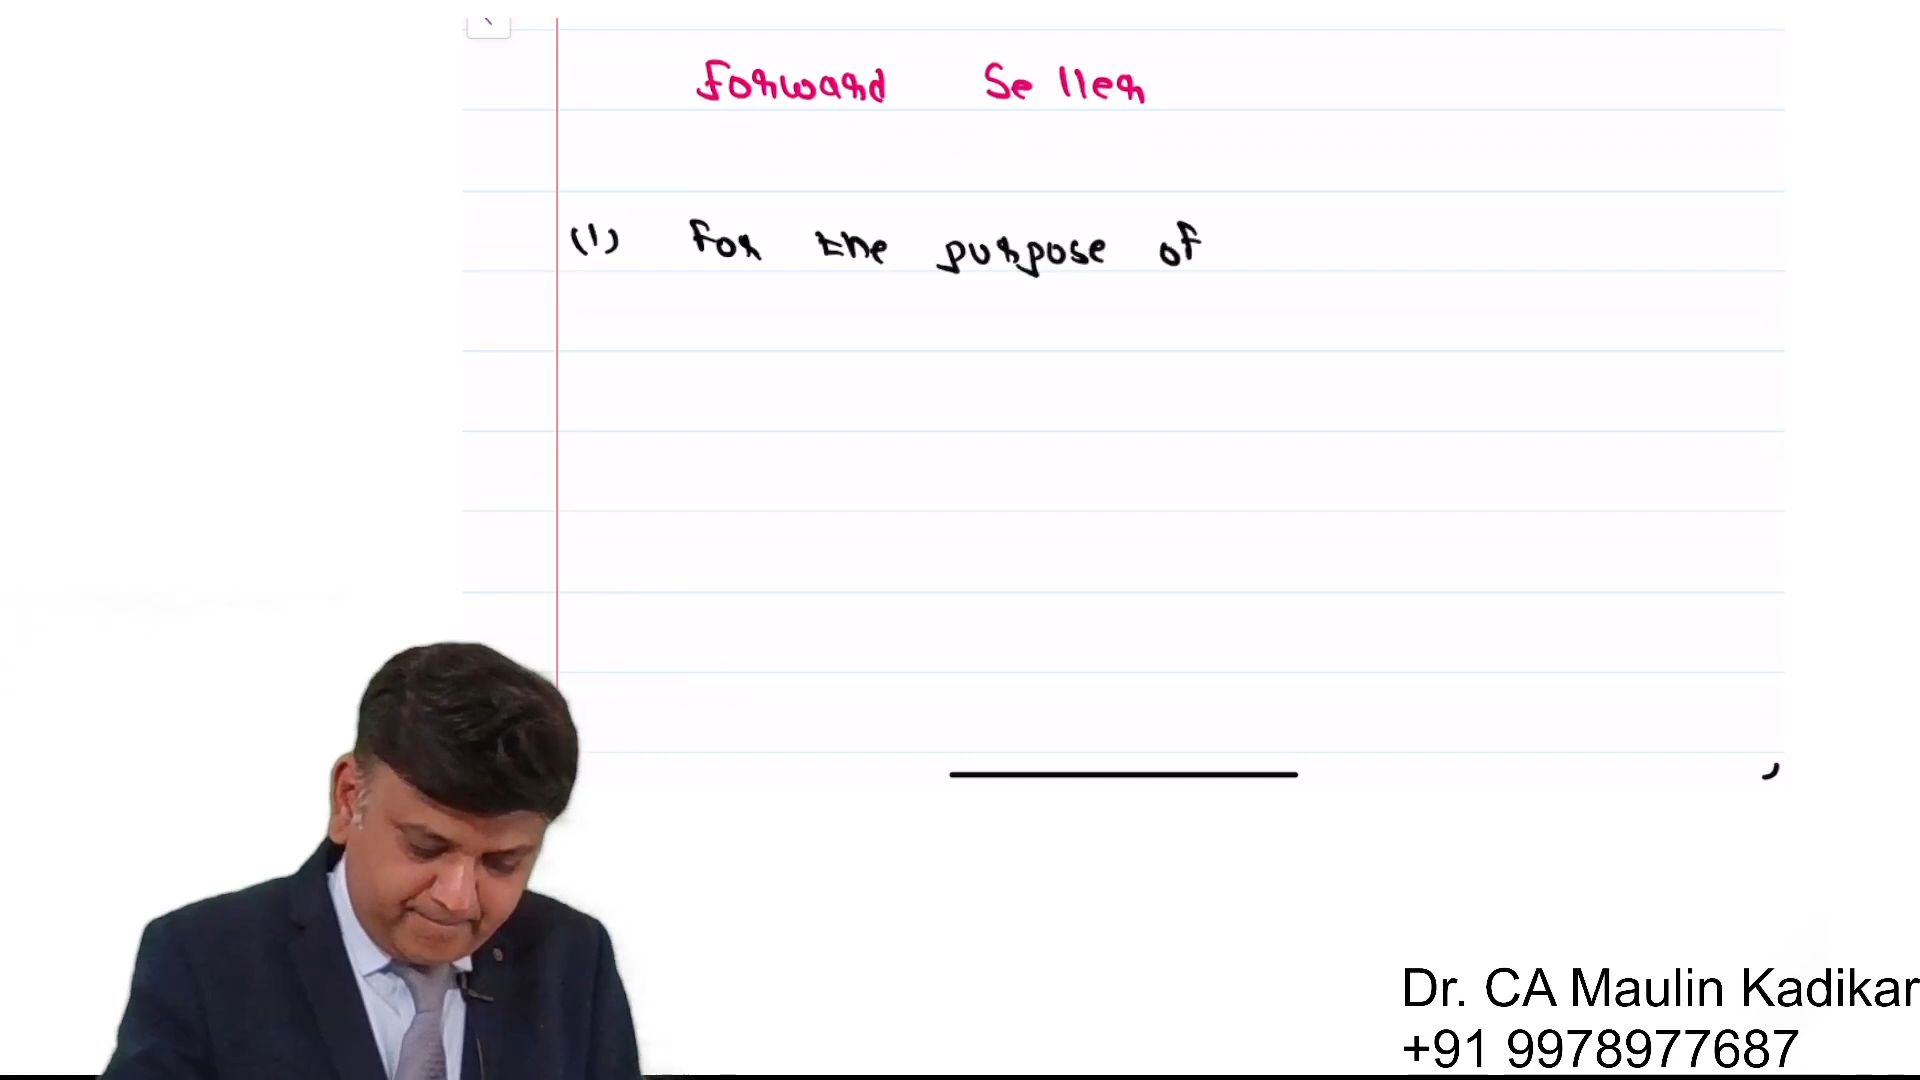 Forward Seller
(1) For the purpose of
Dr. CA Maulin Kadikar
+91 9978977687